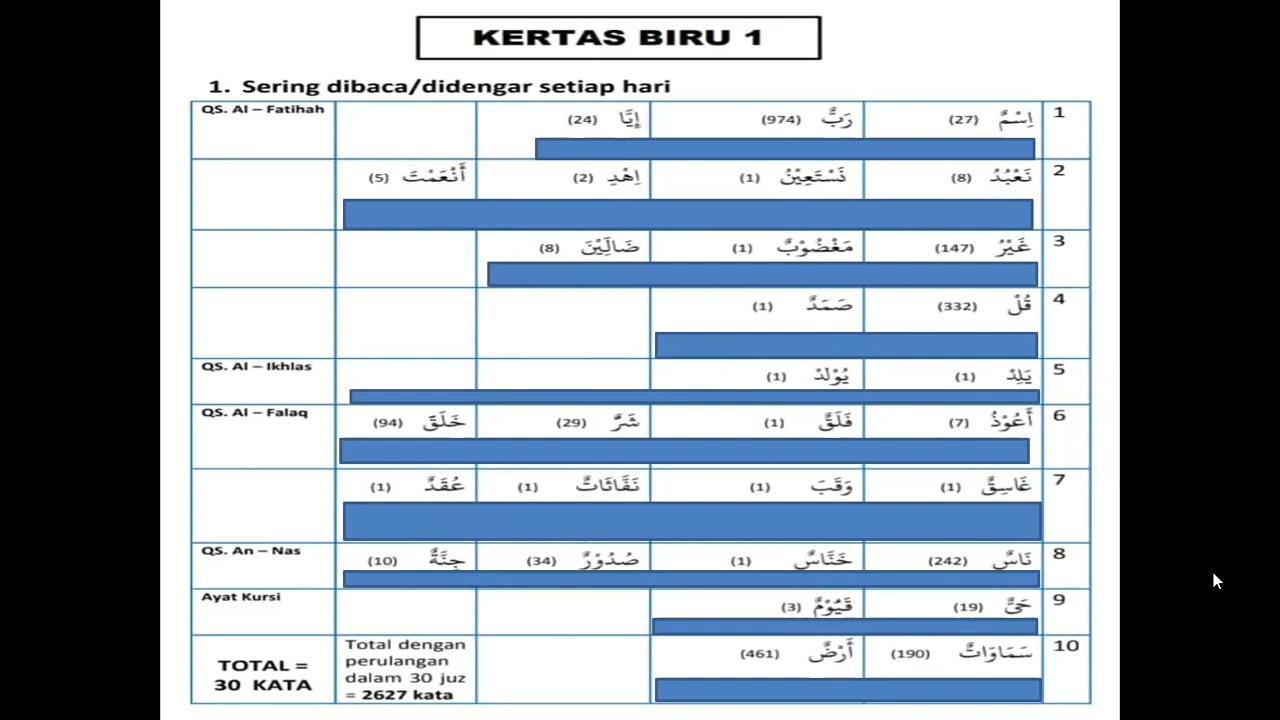 KERTAS BIRU 1
1. Sering dibaca/didengar setiap hari
QS. Al – Fatihah إِيَّا (24) رَبٌّ (974) اِسْمٌ (27) 1
أَنْعَمْتَ (5) اِهْدِ (2) نَسْتَعِيْنُ (1) نَعْبُدُ (8) 2
ضَالِّيْنَ (8) مَغْضُوْبٌ (1) غَيْرُ (147) 3
صَمَدٌ (1) قُلْ (332) 4
QS. Al – Ikhlas يُوْلَدْ (1) يَلِدْ (1) 5
QS. Al – Falaq خَلَقَ (94) شَرٌّ (29) فَلَقٌ (1) أَعُوْذُ (7) 6
عُقَدٌ (1) نَفَّاثَاتٌ (1) وَقَبَ (1) غَاسِقٌ (1) 7
QS. An – Nas جِنَّةٌ (10) صُدُوْرٌ (34) خَنَّاسٌ (1) نَاسٌ (242) 8
Ayat Kursi قَيُوْمٌ (3) حَيٌّ (19) 9
أَرْضٌ (461) سَمَاوَاتٌ (190) 10
TOTAL =
30 KATA
Total dengan
perulangan
dalam 30 juz
= 2627 kata